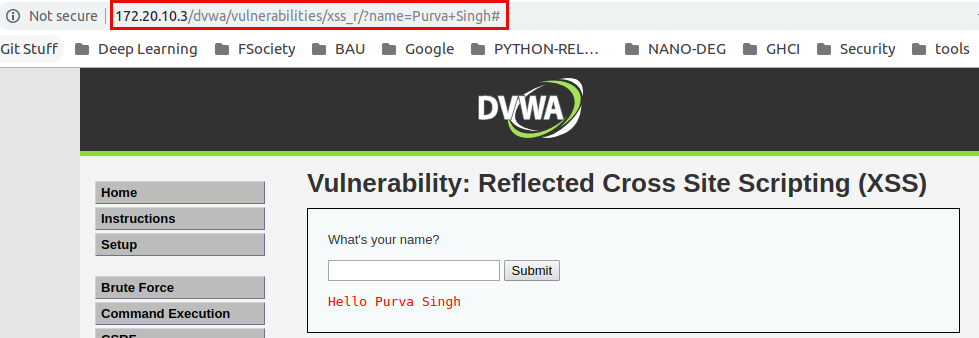 Not secure | 172.20.10.3/dvwa/vulnerabilities/xss_r/?name=Purva+Singh#
Git Stuff Deep Learning FSociety BAU Google PYTHON-REL... NANO-DEG GHCI Security tools
DVWA
Home
Instructions
Setup
Brute Force
Command Execution
Vulnerability: Reflected Cross Site Scripting (XSS)
What's your name?
Submit
Hello Purva Singh